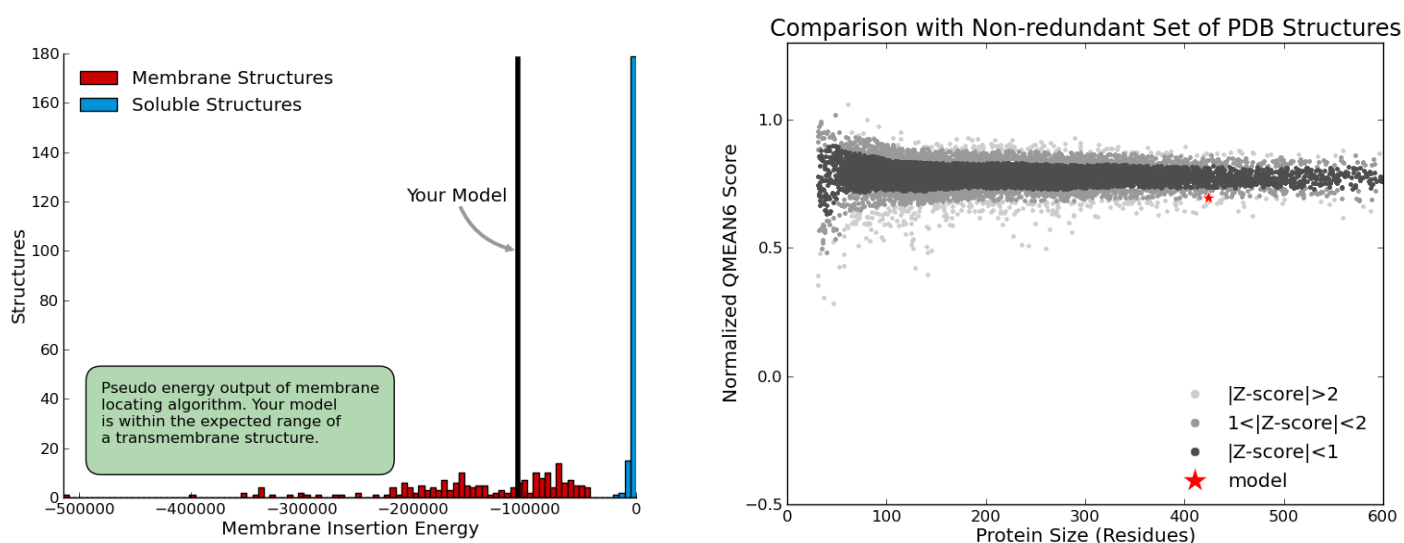 180
160
140
120
100
80
60
40
20
0
Structures
Membrane Structures
Soluble Structures
Your Model
Pseudo energy output of membrane
locating algorithm. Your model
is within the expected range of
a transmembrane structure.
−500000 −400000 −300000 −200000 −100000 0
Membrane Insertion Energy
Comparison with Non-redundant Set of PDB Structures
1.0
0.5
0.0
−0.5
Normalized QMEAN6 Score
|Z-score|>2
1<|Z-score|<2
|Z-score|<1
model
0 100 200 300 400 500 600
Protein Size (Residues)